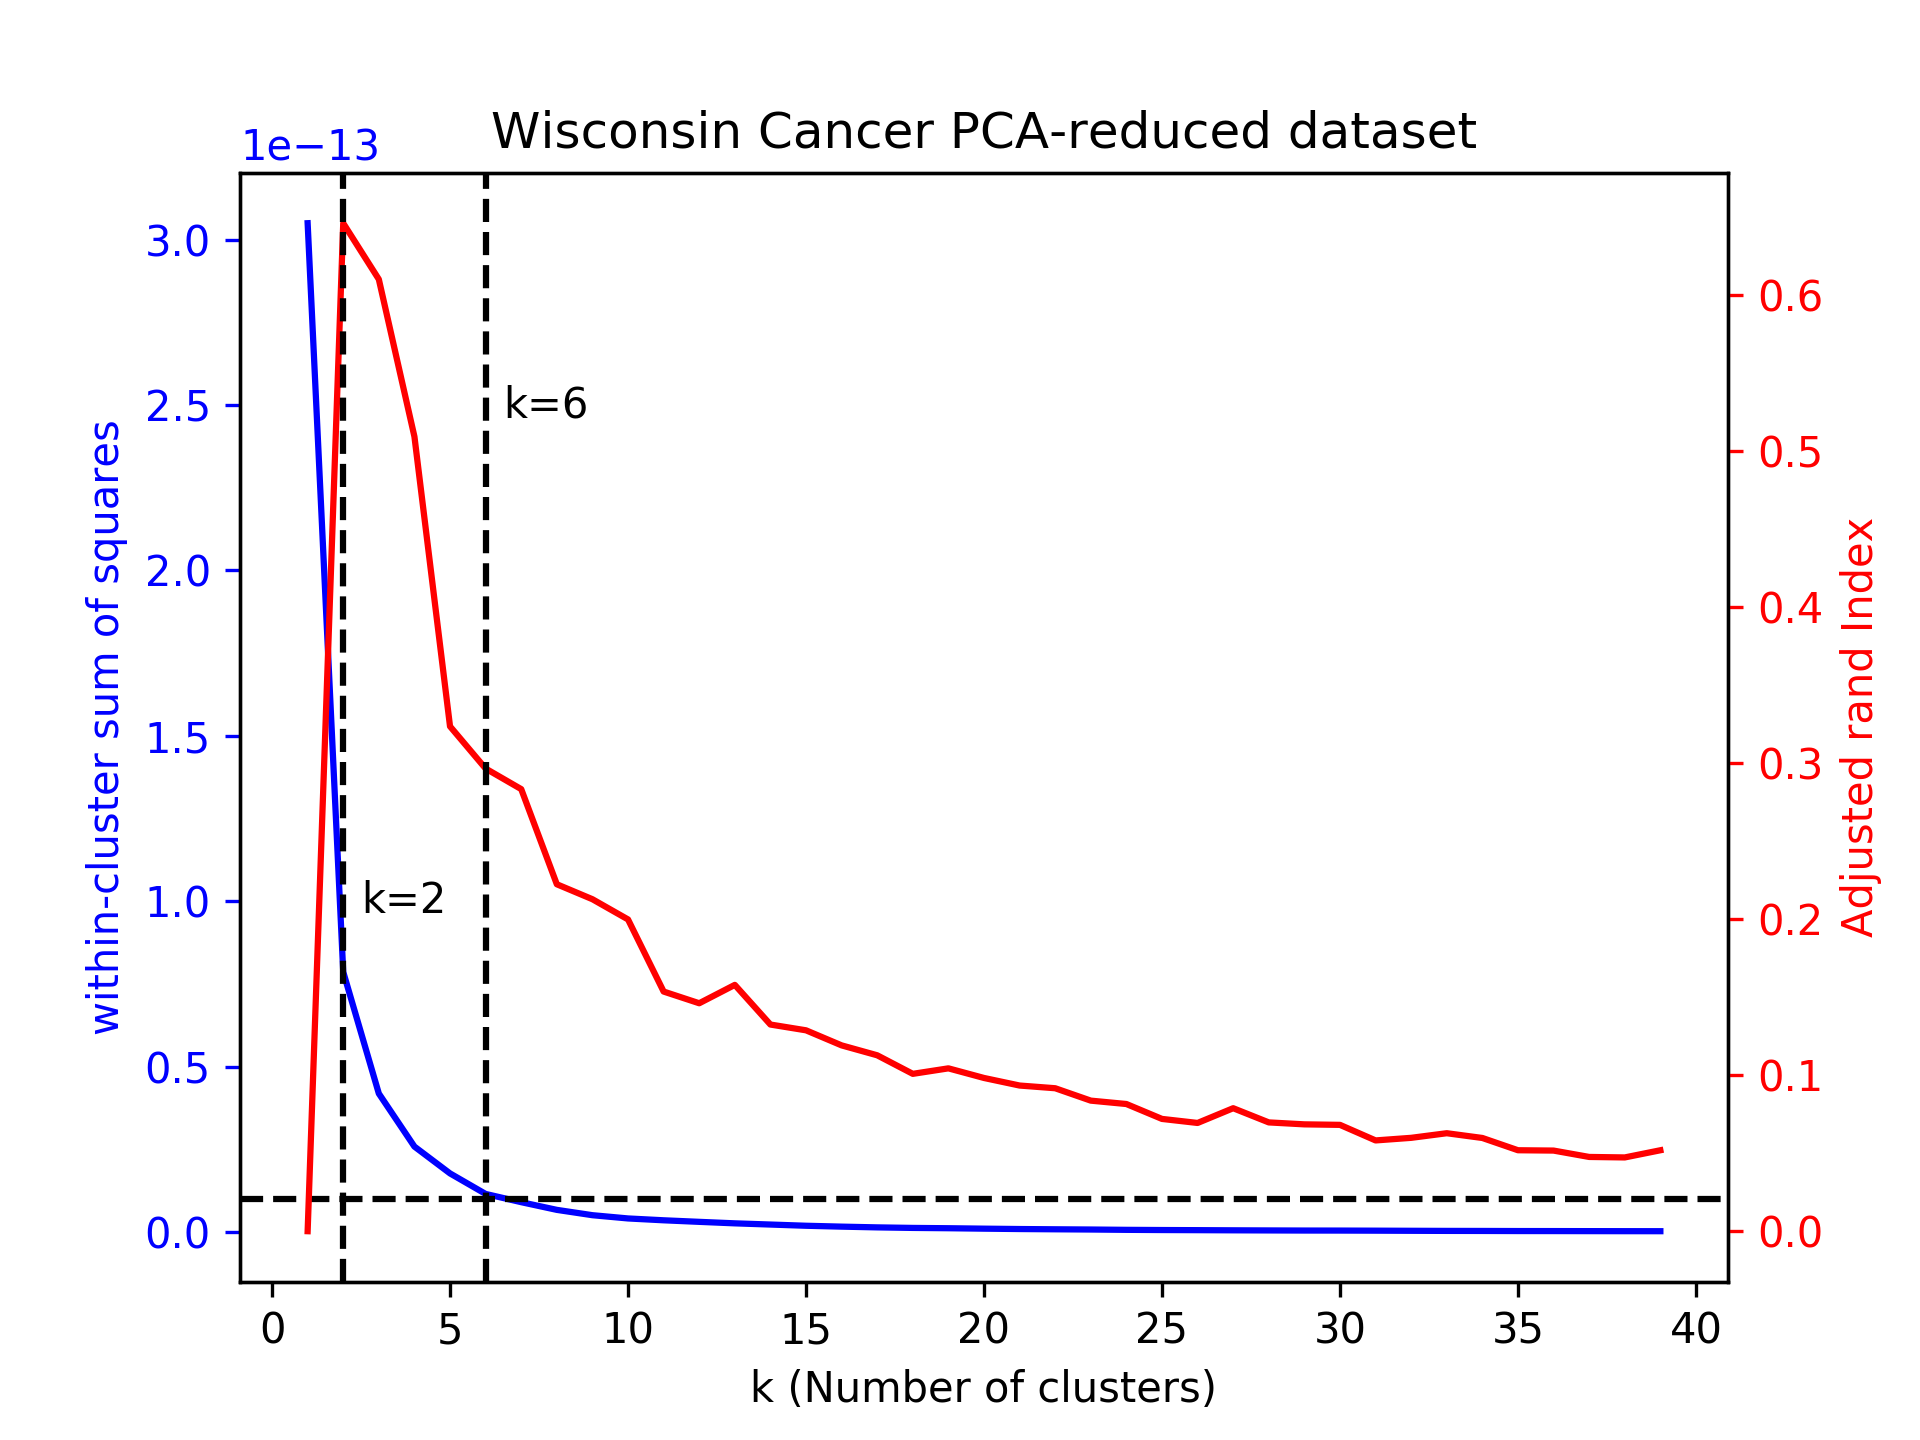 Wisconsin Cancer PCA-reduced dataset
1e−13
3.0
2.5
2.0
1.5
1.0
0.5
0.0
within-cluster sum of squares
k=6
k=2
0.6
0.5
0.4
0.3
0.2
0.1
0.0
Adjusted rand Index
0 5 10 15 20 25 30 35 40
k (Number of clusters)